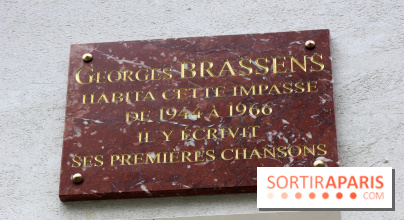 GEORGES BRASSENS
HABITA CETTE IMPASSE
DE 1944 À 1966
IL Y ÉCRIVIT
SES PREMIÈRES CHANSONS
SORTIRAPARIS
.COM